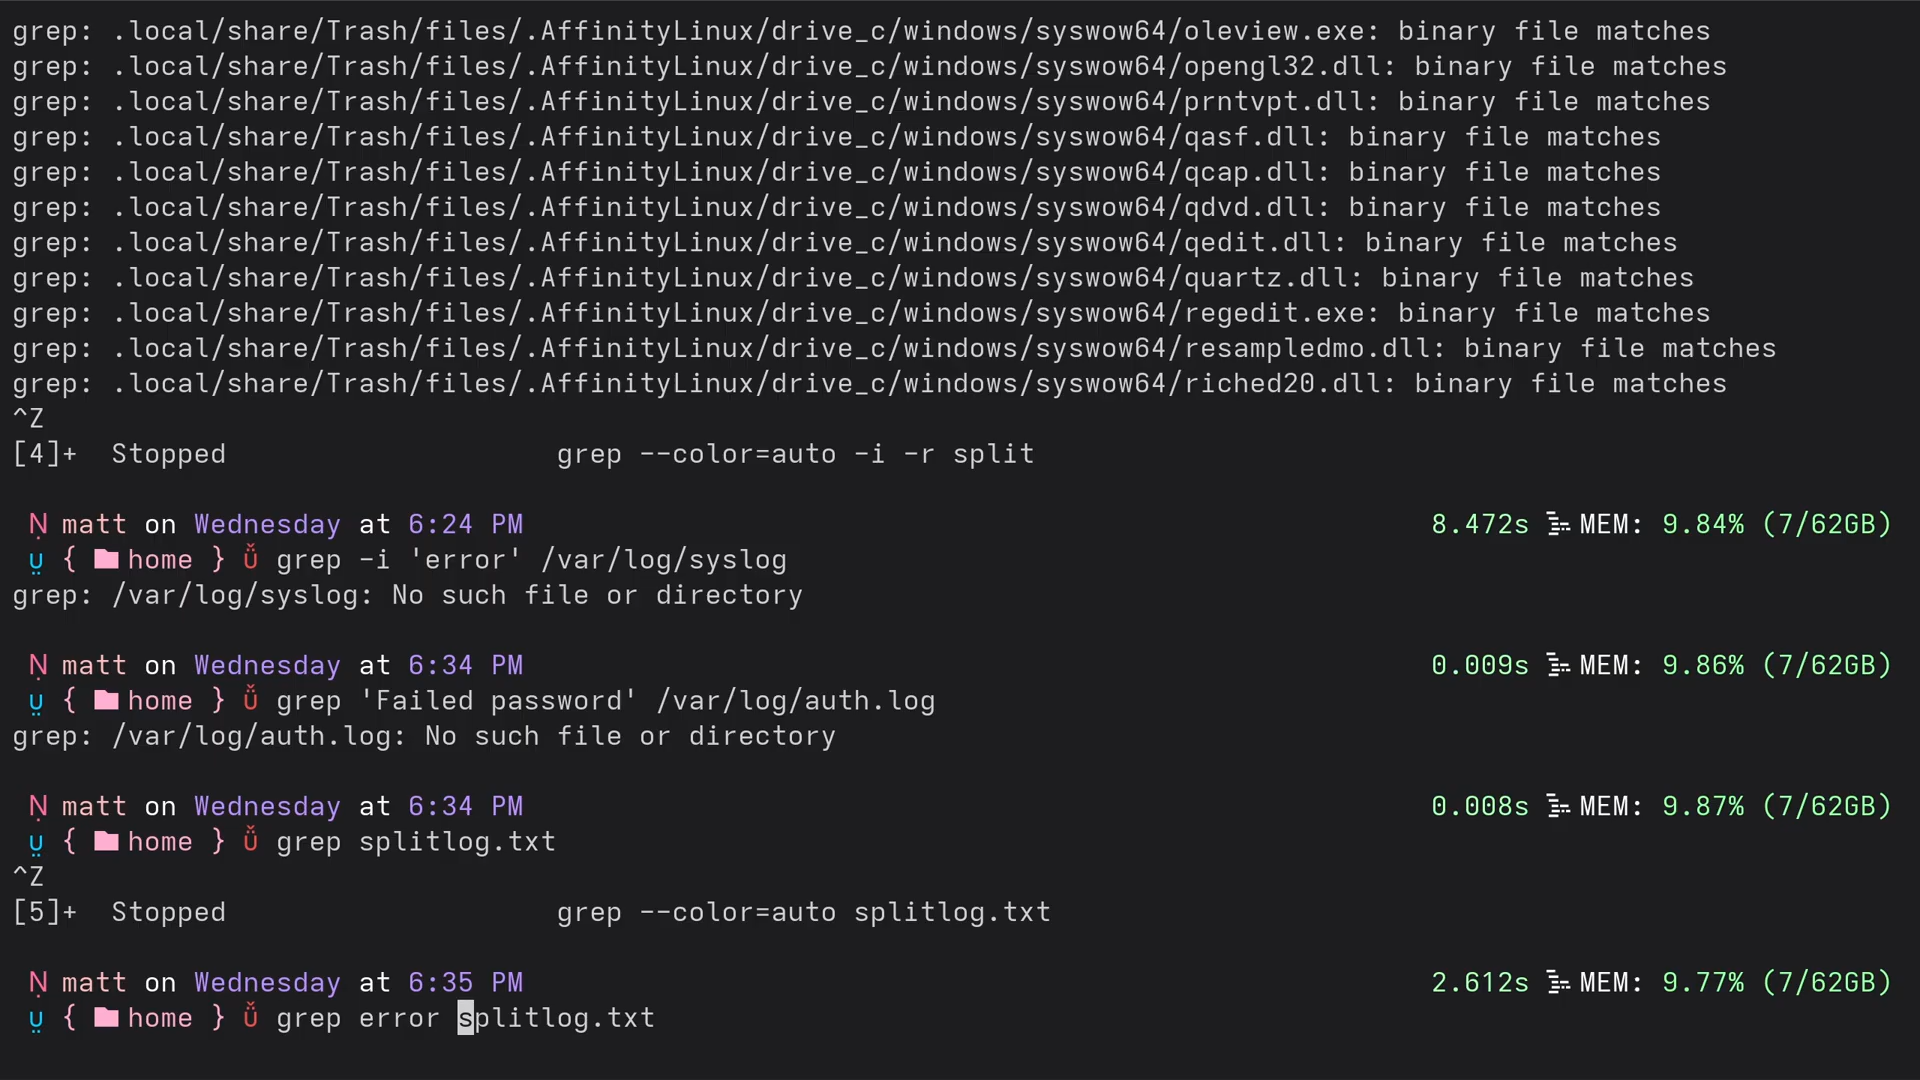 grep: .local/share/Trash/files/.AffinityLinux/drive_c/windows/syswow64/oleview.exe: binary file matches
grep: .local/share/Trash/files/.AffinityLinux/drive_c/windows/syswow64/opengl32.dll: binary file matches
grep: .local/share/Trash/files/.AffinityLinux/drive_c/windows/syswow64/prntvpt.dll: binary file matches
grep: .local/share/Trash/files/.AffinityLinux/drive_c/windows/syswow64/qasf.dll: binary file matches
grep: .local/share/Trash/files/.AffinityLinux/drive_c/windows/syswow64/qcap.dll: binary file matches
grep: .local/share/Trash/files/.AffinityLinux/drive_c/windows/syswow64/qdvd.dll: binary file matches
grep: .local/share/Trash/files/.AffinityLinux/drive_c/windows/syswow64/qedit.dll: binary file matches
grep: .local/share/Trash/files/.AffinityLinux/drive_c/windows/syswow64/quartz.dll: binary file matches
grep: .local/share/Trash/files/.AffinityLinux/drive_c/windows/syswow64/regedit.exe: binary file matches
grep: .local/share/Trash/files/.AffinityLinux/drive_c/windows/syswow64/resampledmo.dll: binary file matches
grep: .local/share/Trash/files/.AffinityLinux/drive_c/windows/syswow64/riched20.dll: binary file matches
^Z
[4]+  Stopped                    grep --color=auto -i -r split
Ṇ matt on Wednesday at 6:24 PM 8.472s MEM: 9.84% (7/62GB)
ṳ { home } ǚ grep -i 'error' /var/log/syslog
grep: /var/log/syslog: No such file or directory
Ṇ matt on Wednesday at 6:34 PM 0.009s MEM: 9.86% (7/62GB)
ṳ { home } ǚ grep 'Failed password' /var/log/auth.log
grep: /var/log/auth.log: No such file or directory
Ṇ matt on Wednesday at 6:34 PM 0.008s MEM: 9.87% (7/62GB)
ṳ { home } ǚ grep splitlog.txt
^Z
[5]+  Stopped                    grep --color=auto splitlog.txt
Ṇ matt on Wednesday at 6:35 PM 2.612s MEM: 9.77% (7/62GB)
ṳ { home } ǚ grep error splitlog.txt